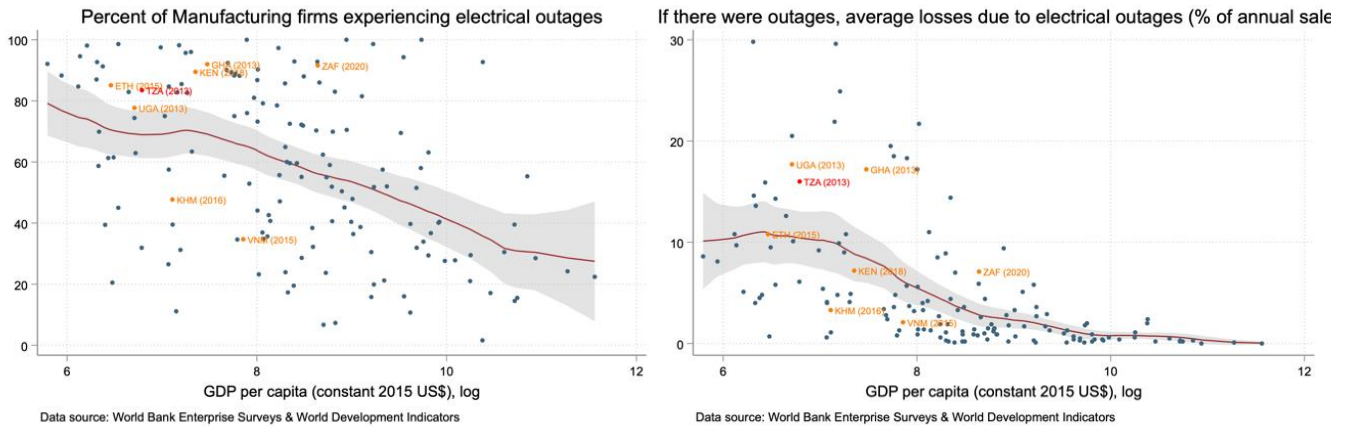 Percent of Manufacturing firms experiencing electrical outages
100
80
60
40
20
0
GHA (2013)
KEN (2018)
ZAF (2020)
ETH (2015)
TZA (2013)
UGA (2013)
KHM (2016)
VNM (2015)
6
8
10
12
GDP per capita (constant 2015 US$), log
Data source: World Bank Enterprise Surveys & World Development Indicators
If there were outages, average losses due to electrical outages (% of annual sale
30
20
10
0
UGA (2013)
GHA (2013)
TZA (2013)
ETH (2015)
KEN (2018)
ZAF (2020)
KHM (2016)
VNM (2015)
6
8
10
12
GDP per capita (constant 2015 US$), log
Data source: World Bank Enterprise Surveys & World Development Indicators